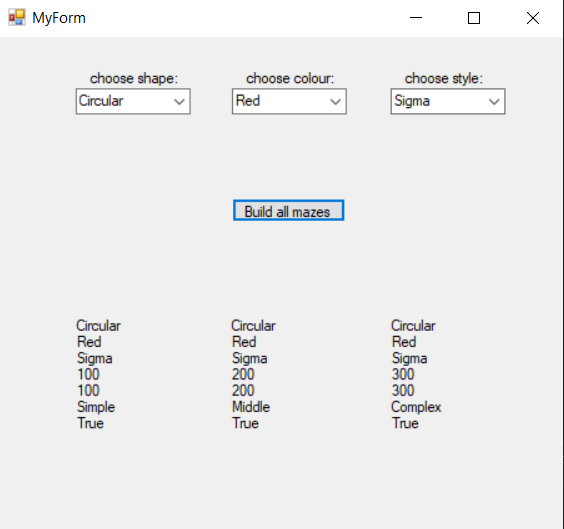 MyForm
choose shape: choose colour: choose style:
Circular Red Sigma
Build all mazes
Circular Circular Circular
Red Red Red
Sigma Sigma Sigma
100 200 300
100 200 300
Simple Middle Complex
True True True